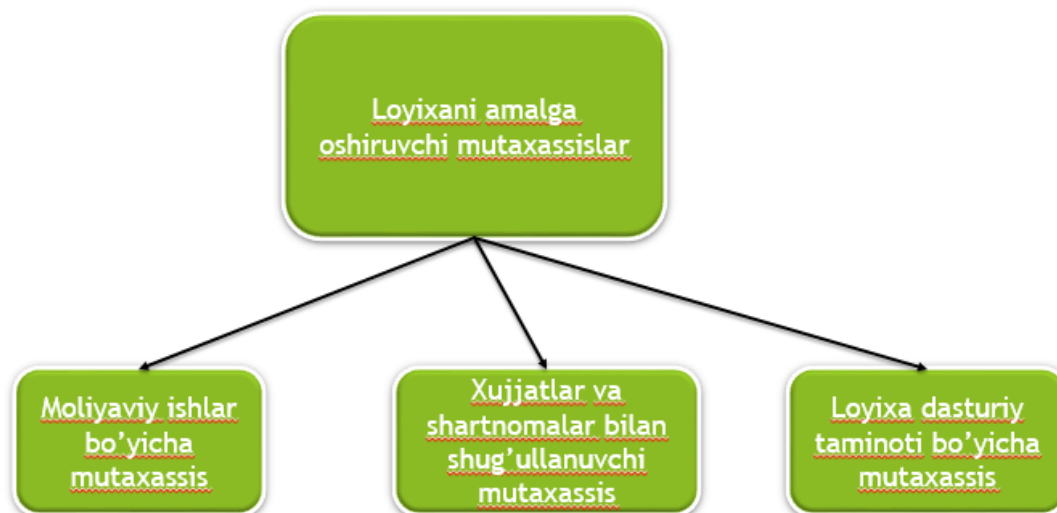 Loyixani amalga
oshiruvchi mutaxassislar
Moliyaviy ishlar
bo’yicha
mutaxassis
Xujjatlar va
shartnomalar bilan
shug’ullanuvchi
mutaxassis
Loyixa dasturiy
taminoti bo’yicha
mutaxassis